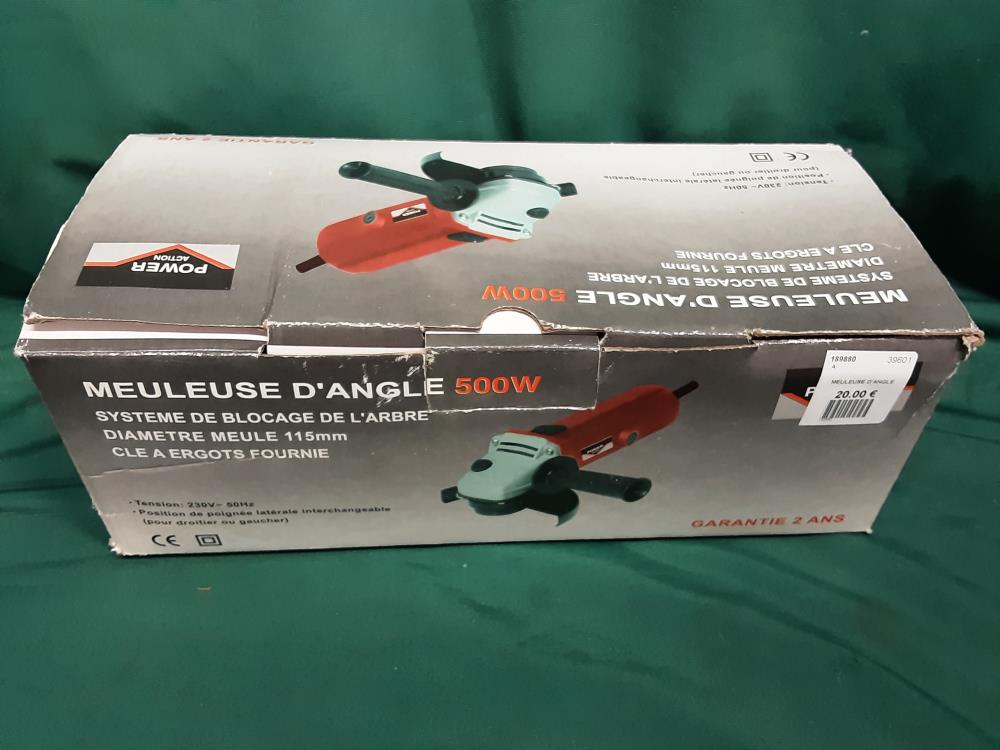 GARANTIE 2 ANS
· Tension: 230V~ 50Hz
· Position de poignée latérale interchangeable
(pour droitier ou gaucher)
CE
POWER
ACTION
MEULEUSE D'ANGLE 500W
SYSTEME DE BLOCAGE DE L'ARBRE
DIAMETRE MEULE 115mm
CLE A ERGOTS FOURNIE
MEULEUSE D'ANGLE 500W
SYSTEME DE BLOCAGE DE L'ARBRE
DIAMETRE MEULE 115mm
CLE A ERGOTS FOURNIE
· Tension: 230V~ 50Hz
· Position de poignée latérale interchangeable
(pour droitier ou gaucher)
CE
189880 39601
A
MEULEUSE D'ANGLE
20.00 €
GARANTIE 2 ANS